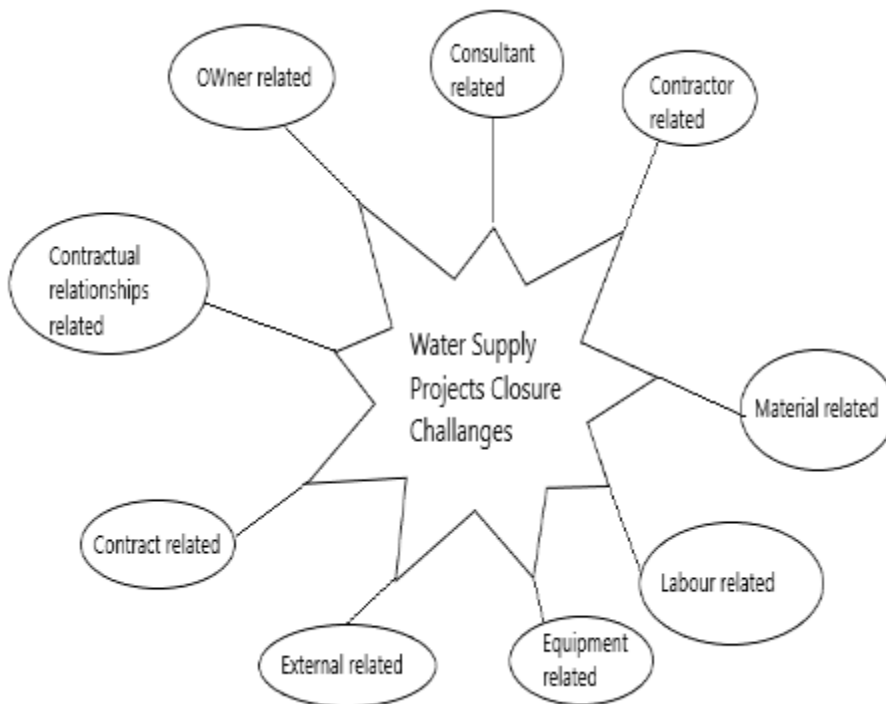 OWner related
Consultant
related
Contractor
related
Contractual
relationships
related
Water Supply
Projects Closure
Challanges
Material related
Contract related
Labour related
External related
Equipment
related